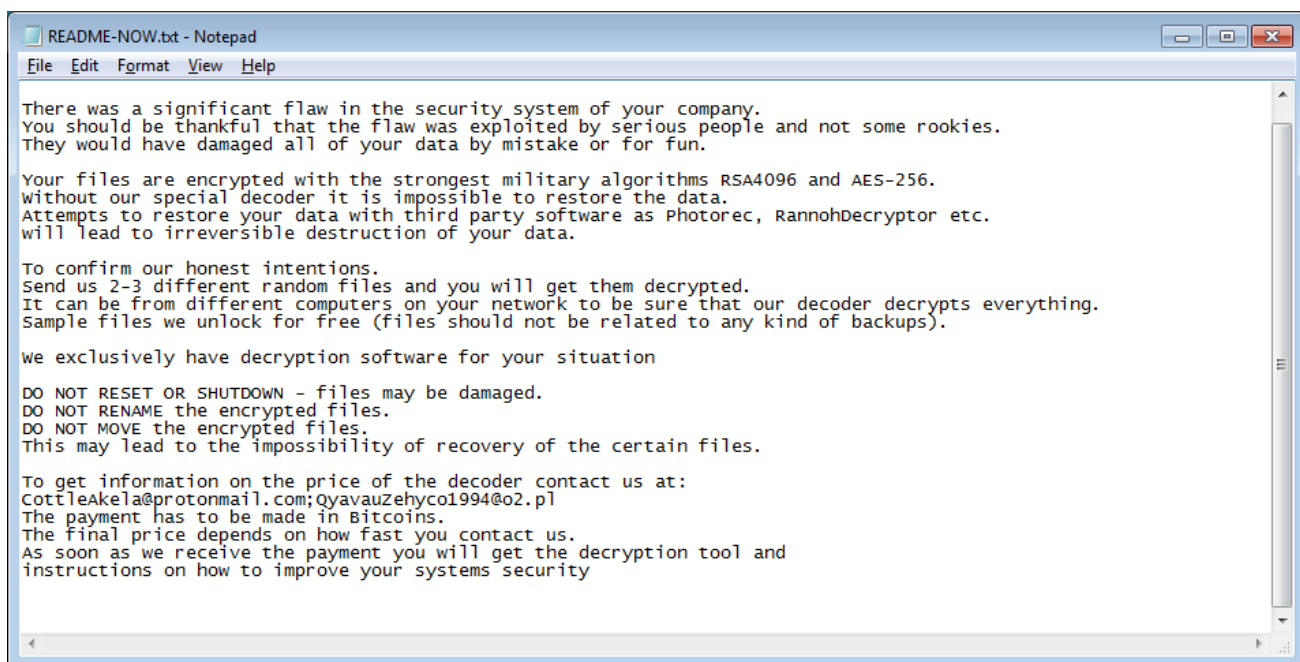 README-NOW.txt - Notepad
File Edit Format View Help
There was a significant flaw in the security system of your company.
You should be thankful that the flaw was exploited by serious people and not some rookies.
They would have damaged all of your data by mistake or for fun.
Your files are encrypted with the strongest military algorithms RSA4096 and AES-256.
Without our special decoder it is impossible to restore the data.
Attempts to restore your data with third party software as Photorec, RannohDecryptor etc.
will lead to irreversible destruction of your data.
To confirm our honest intentions.
Send us 2-3 different random files and you will get them decrypted.
It can be from different computers on your network to be sure that our decoder decrypts everything.
Sample files we unlock for free (files should not be related to any kind of backups).
We exclusively have decryption software for your situation
DO NOT RESET OR SHUTDOWN - files may be damaged.
DO NOT RENAME the encrypted files.
DO NOT MOVE the encrypted files.
This may lead to the impossibility of recovery of the certain files.
To get information on the price of the decoder contact us at:
CottleAkela@protonmail.com;QyavauZehyco1994@o2.pl
The payment has to be made in Bitcoins.
The final price depends on how fast you contact us.
As soon as we receive the payment you will get the decryption tool and
instructions on how to improve your systems security